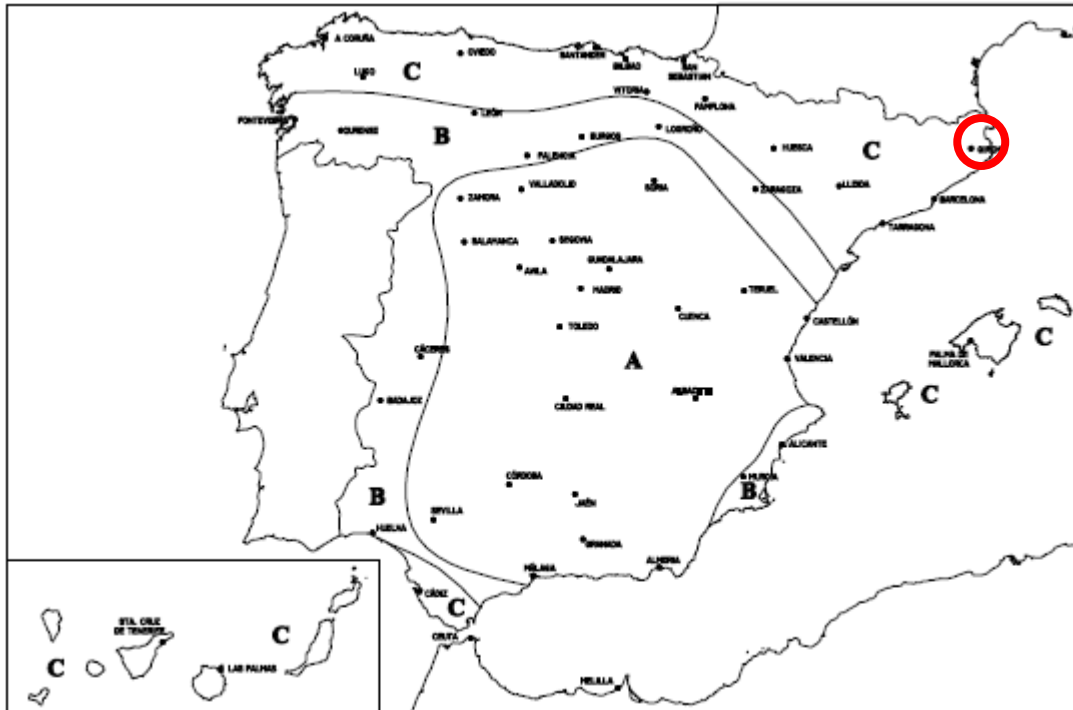 A CORUÑA
OVIEDO
SANTANDER
BILBAO
SAN
SEBASTIAN
LUGO
C
VITORIA
PAMPLONA
PONTEVEDRA
OURENSE
B
LEÓN
BURGOS
LOGROÑO
HUESCA
C
PALENCIA
VALLADOLID
SORIA
ZARAGOZA
LLEIDA
BARCELONA
ZAMORA
TARRAGONA
SALAMANCA
SEGOVIA
AVILA
GUADALAJARA
MADRID
TERUEL
CUENCA
CASTELLÓN
TOLEDO
C
CÁCERES
A
VALENCIA
PALMA DE
MALLORCA
BADAJOZ
CIUDAD REAL
C
ALICANTE
CÓRDOBA
MURCIA
B
JAÉN
B
SEVILLA
HUELVA
GRANADA
MÁLAGA
ALMERIA
CÁDIZ
C
CEUTA
MELILLA
STA. CRUZ
DE TENERIFE
C
C
LAS PALMAS